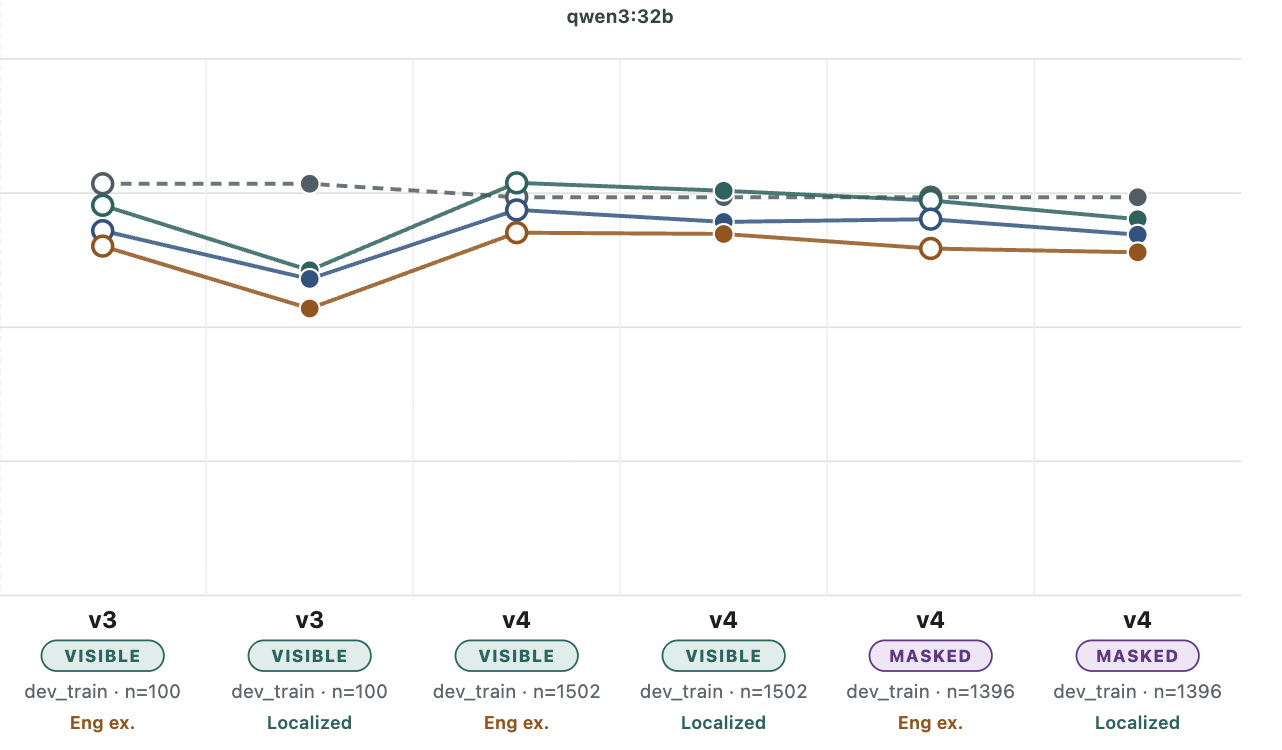 qwen3:32b
v3 v3 v4 v4 v4 v4
VISIBLE VISIBLE VISIBLE VISIBLE MASKED MASKED
dev_train · n=100 dev_train · n=100 dev_train · n=1502 dev_train · n=1502 dev_train · n=1396 dev_train · n=1396
Eng ex. Localized Eng ex. Localized Eng ex. Localized